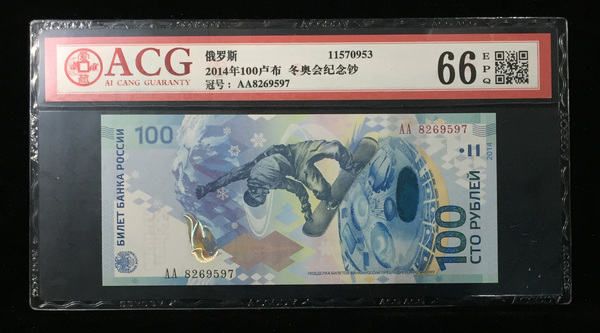 ACG
AI CANG GUARANTY
俄罗斯 11570953
2014年100卢布 冬奥会纪念钞
冠号: AA8269597
66 EPQ
100
БИЛЕТ БАНКА РОССИИ
АА 8269597
2014
100
СТО РУБЛЕЙ
АА 8269597